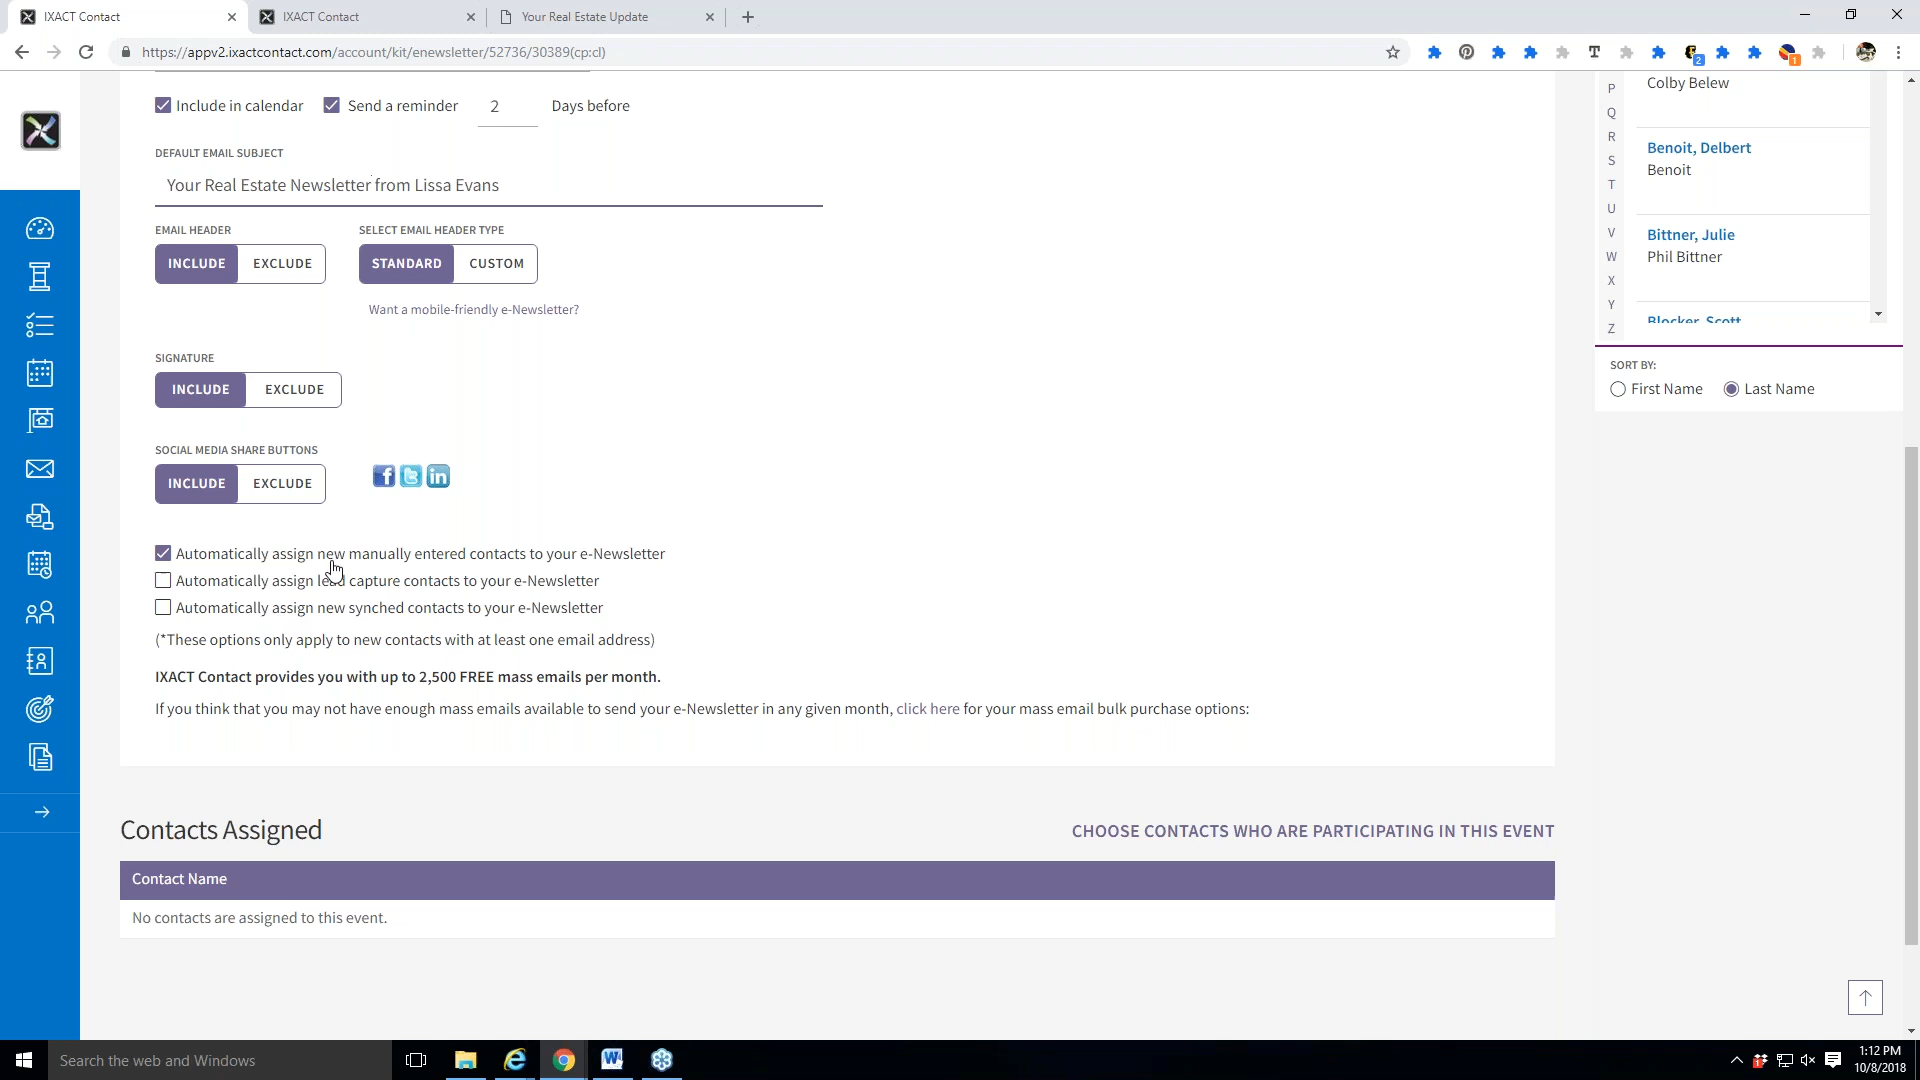 IXACT Contact
IXACT Contact
Your Real Estate Update
https://appv2.ixactcontact.com/account/kit/enewsletter/52736/30389(cp:cl)
T
2
1
Include in calendar
Send a reminder
2
Days before
DEFAULT EMAIL SUBJECT
Your Real Estate Newsletter from Lissa Evans
EMAIL HEADER
SELECT EMAIL HEADER TYPE
INCLUDE
EXCLUDE
STANDARD
CUSTOM
Want a mobile-friendly e-Newsletter?
SIGNATURE
INCLUDE
EXCLUDE
SOCIAL MEDIA SHARE BUTTONS
INCLUDE
EXCLUDE
Automatically assign new manually entered contacts to your e-Newsletter
Automatically assign lead capture contacts to your e-Newsletter
Automatically assign new synched contacts to your e-Newsletter
(*These options only apply to new contacts with at least one email address)
IXACT Contact provides you with up to 2,500 FREE mass emails per month.
If you think that you may not have enough mass emails available to send your e-Newsletter in any given month, click here for your mass email bulk purchase options:
Contacts Assigned
CHOOSE CONTACTS WHO ARE PARTICIPATING IN THIS EVENT
Contact Name
No contacts are assigned to this event.
P
Q
R
S
T
U
V
W
X
Y
Z
Colby Belew
Benoit, Delbert
Benoit
Bittner, Julie
Phil Bittner
Blocker, Scott
SORT BY:
First Name
Last Name
Search the web and Windows
1:12 PM
10/8/2018